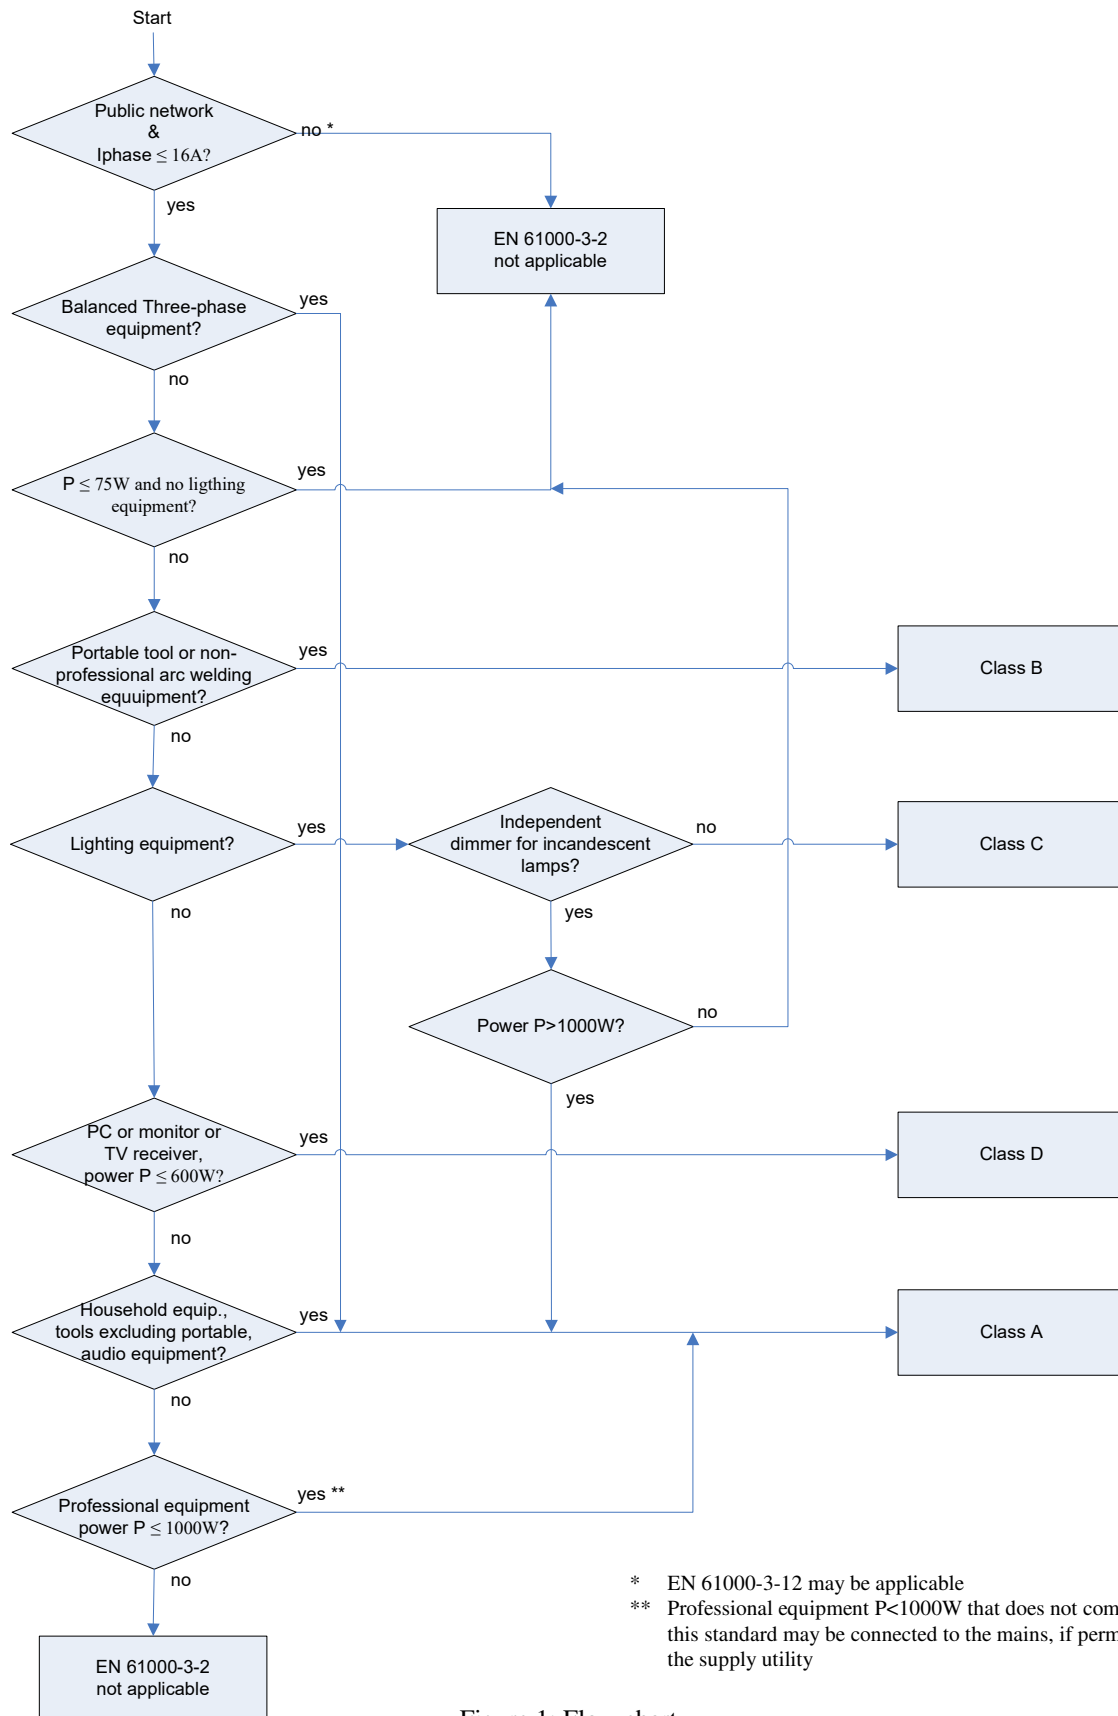 Start
Public network
&
Iphase ≤ 16A?
no *
yes
EN 61000-3-2
not applicable
Balanced Three-phase
equipment?
yes
no
P ≤ 75W and no ligthing
equipment?
yes
no
Portable tool or non-
professional arc welding
equuipment?
yes
Class B
no
Lighting equipment?
yes
Independent
dimmer for incandescent
lamps?
no
Class C
no
yes
Power P>1000W?
no
yes
PC or monitor or
TV receiver,
power P ≤ 600W?
yes
Class D
no
Household equip.,
tools excluding portable,
audio equipment?
yes
Class A
no
Professional equipment
power P ≤ 1000W?
yes **
no
EN 61000-3-2
not applicable
* EN 61000-3-12 may be applicable
** Professional equipment P<1000W that does not com
this standard may be connected to the mains, if perm
the supply utility
Figure 1: Flow chart